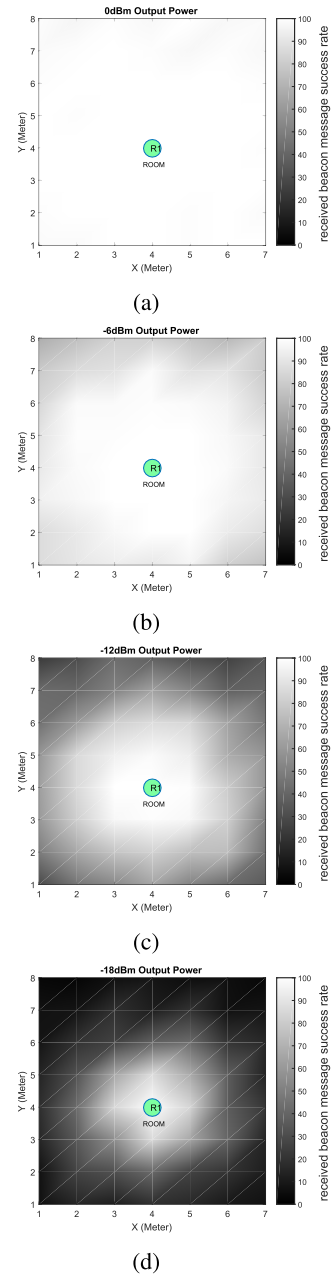 0dBm Output Power
8
7
6
5
4
3
2
1
Y (Meter)
R1
ROOM
1 2 3 4 5 6 7
X (Meter)
100
90
80
70
60
50
40
30
20
10
0
received beacon message success rate
(a)
-6dBm Output Power
8
7
6
5
4
3
2
1
Y (Meter)
R1
ROOM
1 2 3 4 5 6 7
X (Meter)
100
90
80
70
60
50
40
30
20
10
0
received beacon message success rate
(b)
-12dBm Output Power
8
7
6
5
4
3
2
1
Y (Meter)
R1
ROOM
1 2 3 4 5 6 7
X (Meter)
100
90
80
70
60
50
40
30
20
10
0
received beacon message success rate
(c)
-18dBm Output Power
8
7
6
5
4
3
2
1
Y (Meter)
R1
ROOM
1 2 3 4 5 6 7
X (Meter)
100
90
80
70
60
50
40
30
20
10
0
received beacon message success rate
(d)